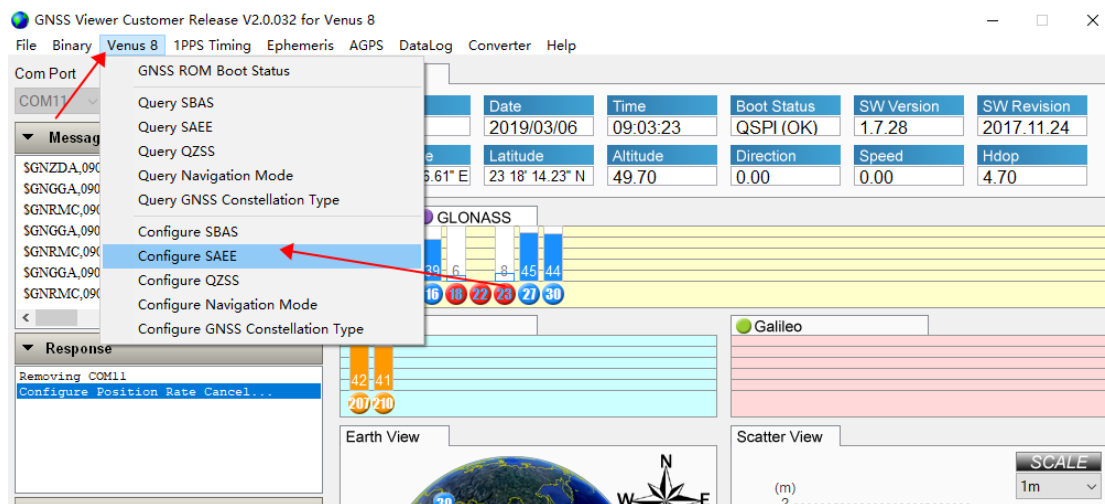 GNSS Viewer Customer Release V2.0.032 for Venus 8
File Binary Venus 8 1PPS Timing Ephemeris AGPS DataLog Converter Help
Com Port
COM11
GNSS ROM Boot Status
Query SBAS
Query SAEE
Query QZSS
Query Navigation Mode
Query GNSS Constellation Type
Configure SBAS
Configure SAEE
Configure QZSS
Configure Navigation Mode
Configure GNSS Constellation Type
Date Time Boot Status SW Version SW Revision
2019/03/06 09:03:23 QSPI (OK) 1.7.28 2017.11.24
e Latitude Altitude Direction Speed Hdop
6.61" E 23 18' 14.23" N 49.70 0.00 0.00 4.70
Messag
$GNZDA,090
$GNGGA,090
$GNRMC,090
$GNGGA,090
$GNRMC,090
$GNGGA,090
$GNRMC,090
GLONASS
39 6 8 45 44
16 18 22 23 27 30
Galileo
Response
Removing COM11
Configure Position Rate Cancel...
42 41
207 210
Earth View
N
W E
30
Scatter View
SCALE
(m)
1m
2